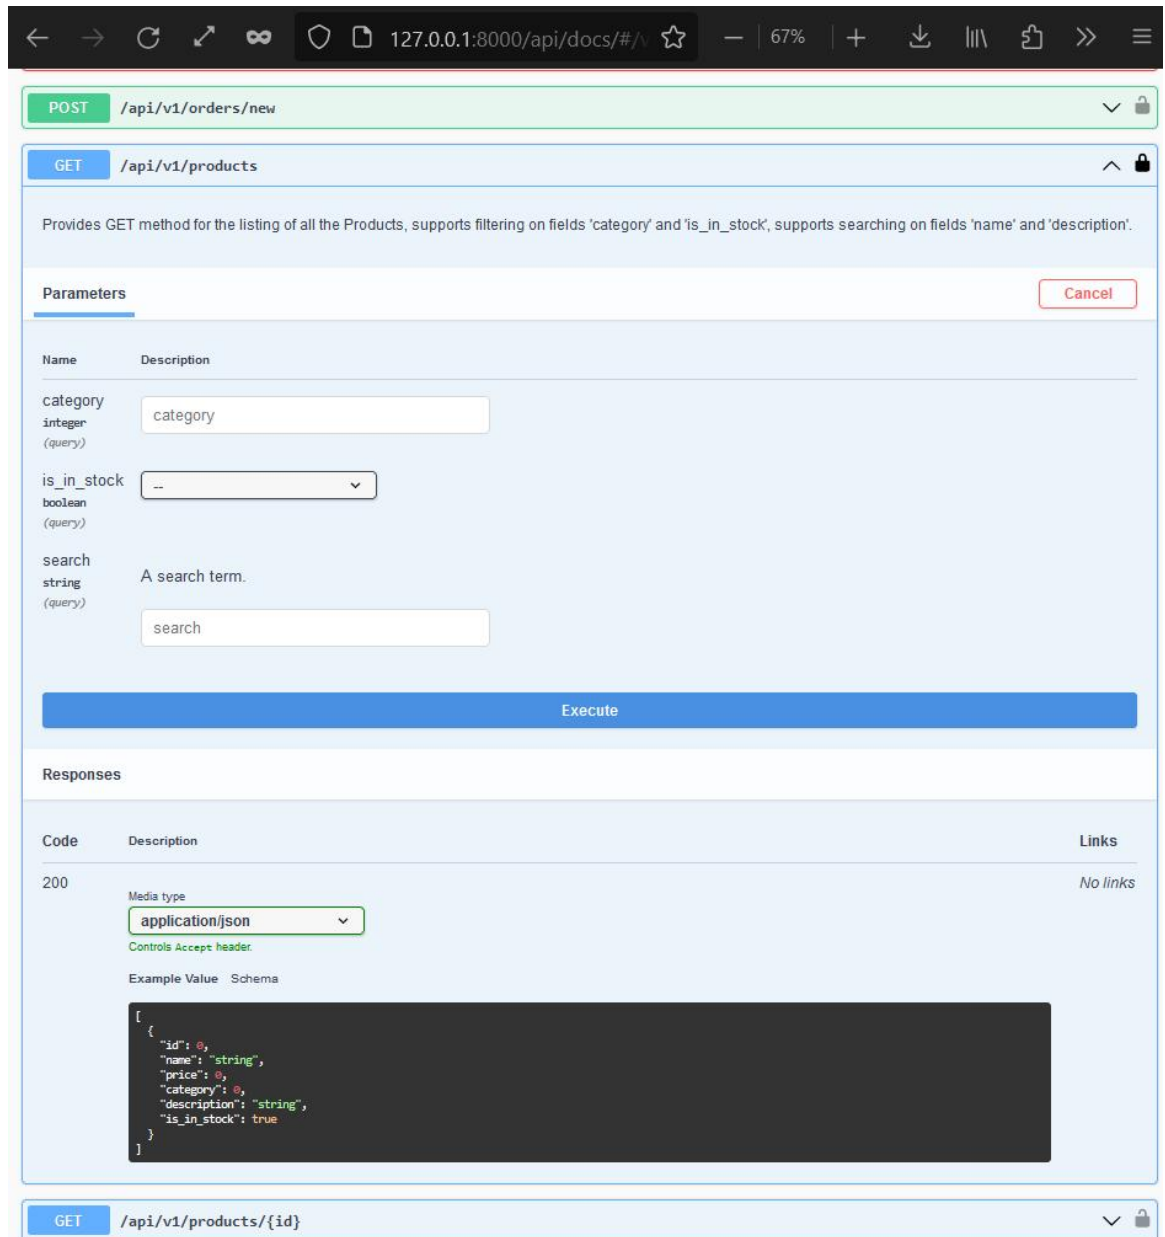 127.0.0.1:8000/api/docs/#/v
67%
POST /api/v1/orders/new
GET /api/v1/products
Provides GET method for the listing of all the Products, supports filtering on fields 'category' and 'is_in_stock', supports searching on fields 'name' and 'description'.
Parameters Cancel
Name Description
category
integer
(query)
category
is_in_stock
boolean
(query)
--
search
string
(query)
A search term.
search
Execute
Responses
Code Description Links
200 No links
Media type
application/json
Controls Accept header.
Example Value Schema
[
{
"id": 0,
"name": "string",
"price": 0,
"category": 0,
"description": "string",
"is_in_stock": true
}
]
GET /api/v1/products/{id}